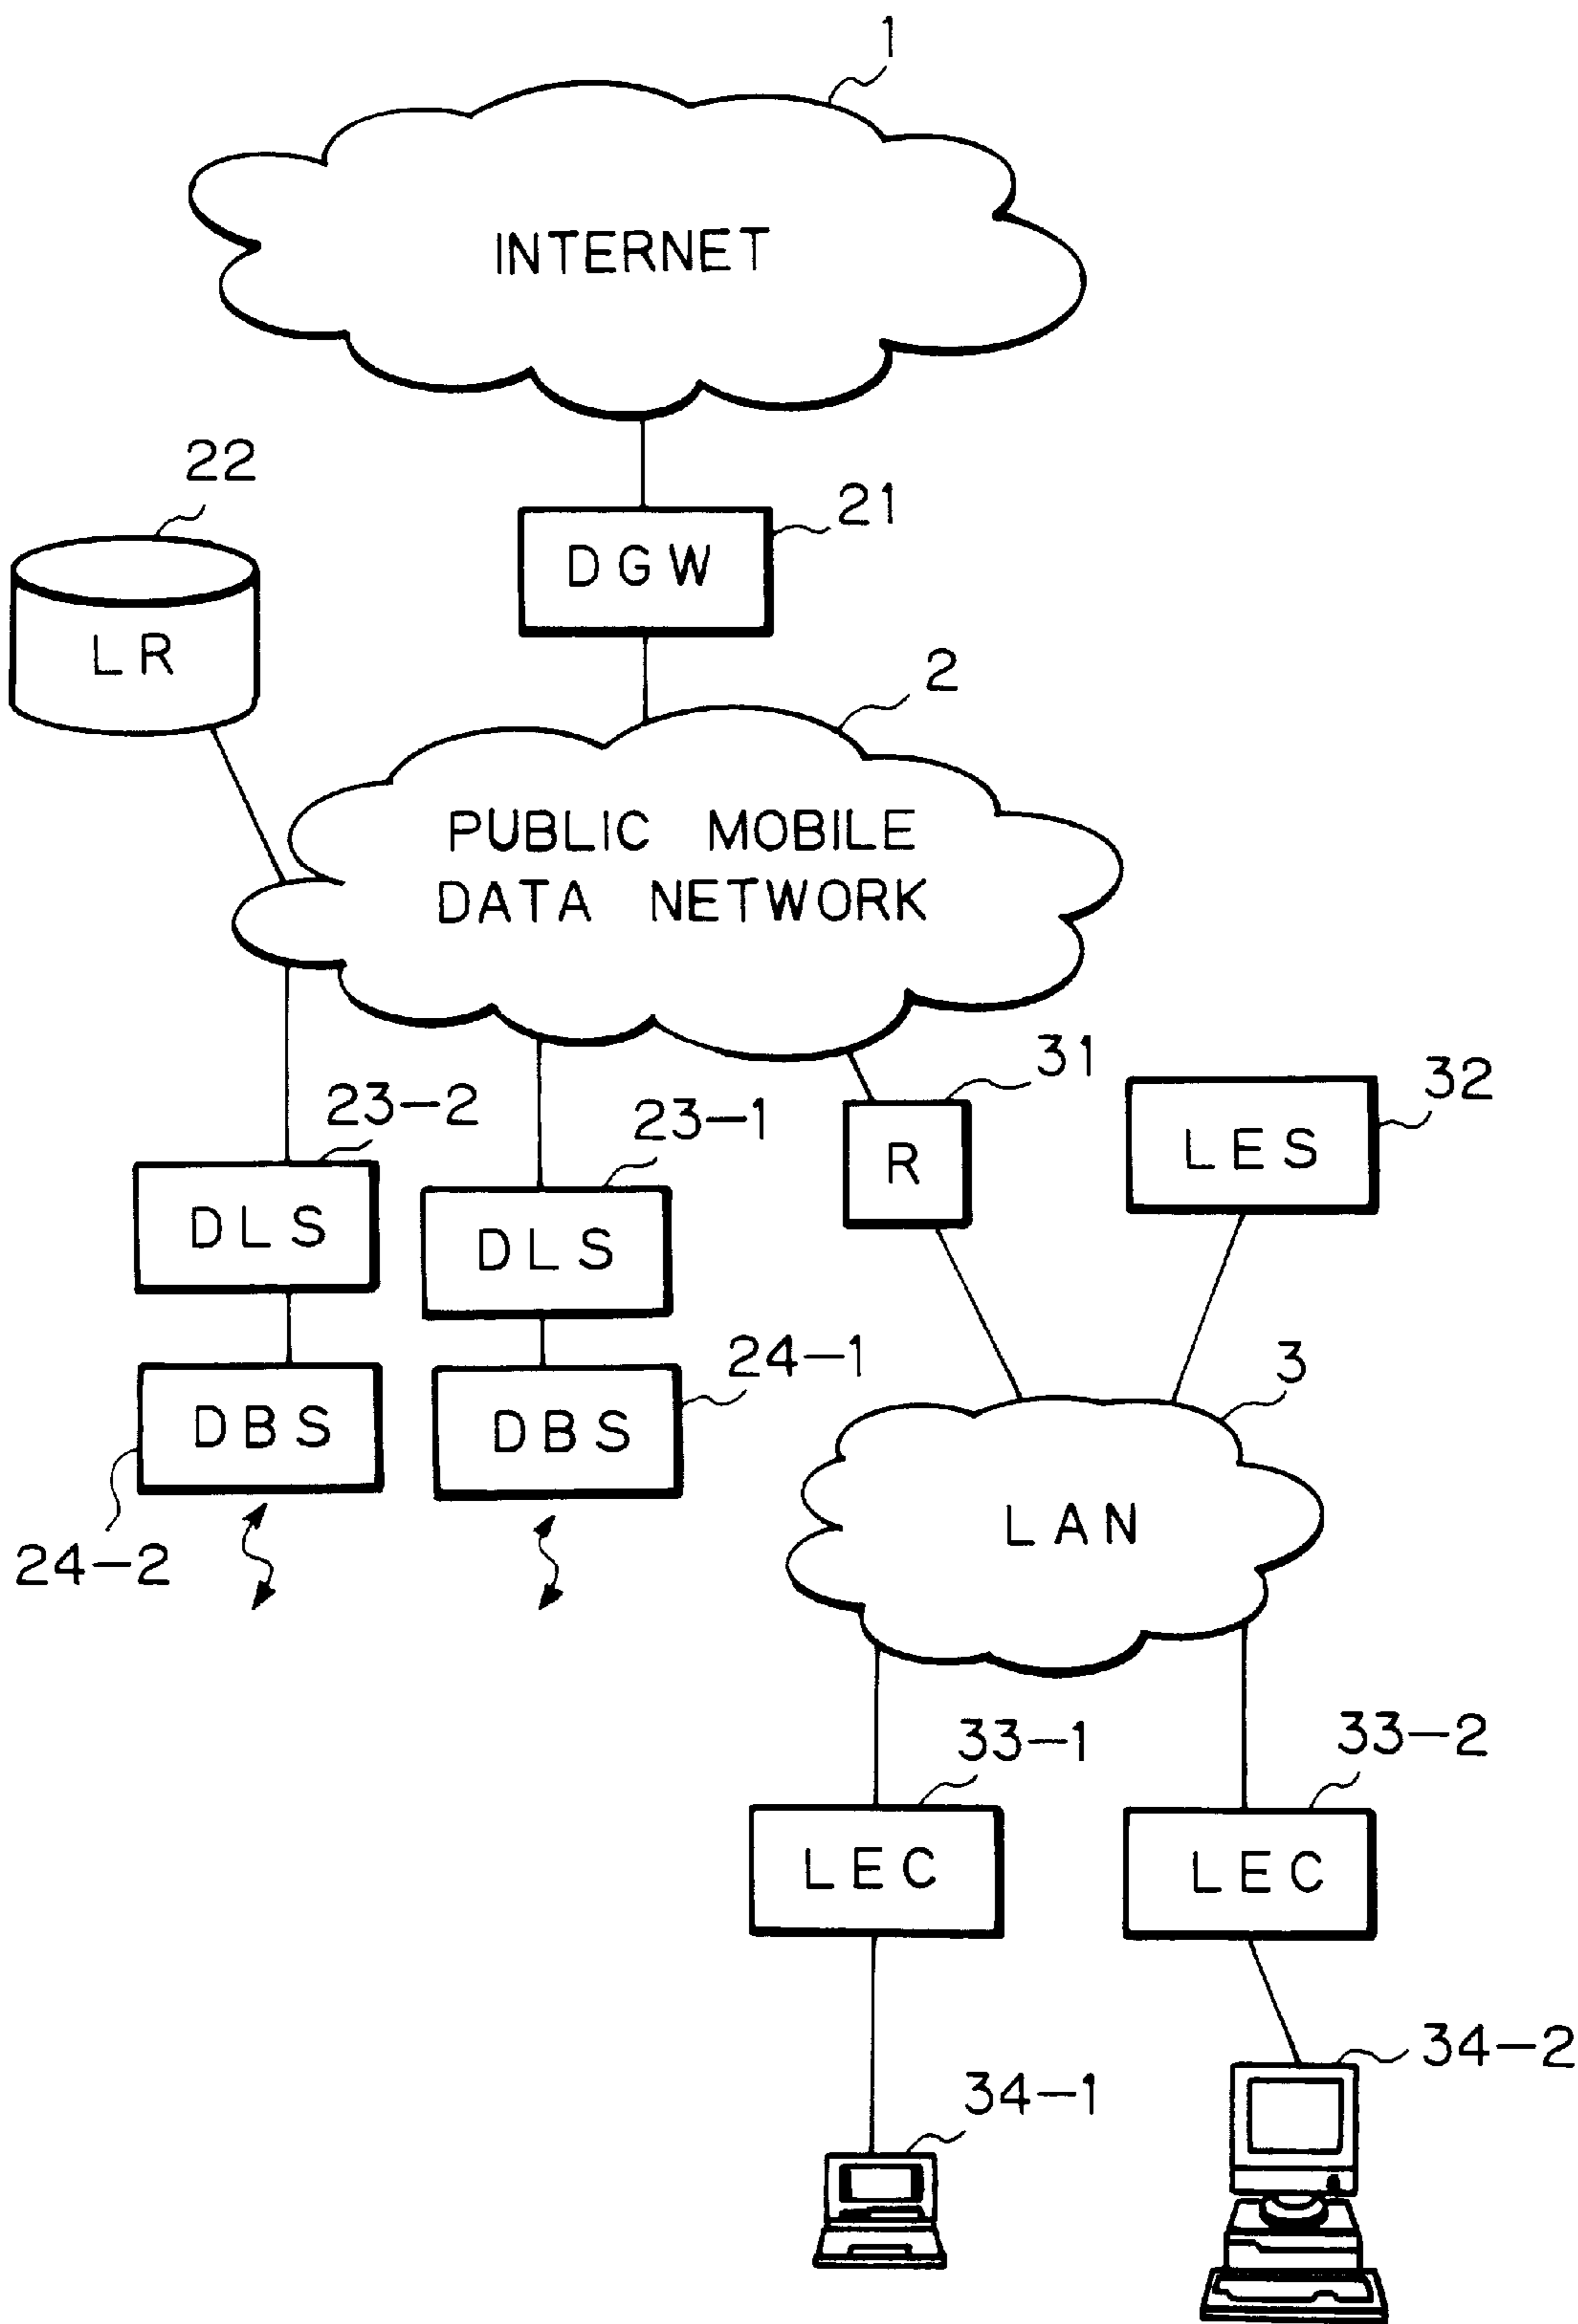 1
INTERNET
22
21
DGW
LR
2
PUBLIC MOBILE
DATA NETWORK
31
32
23-2
23-1
R
LES
DLS
DLS
24-1
3
DBS
DBS
LAN
24-2
33-1
33-2
LEC
LEC
34-2
34-1